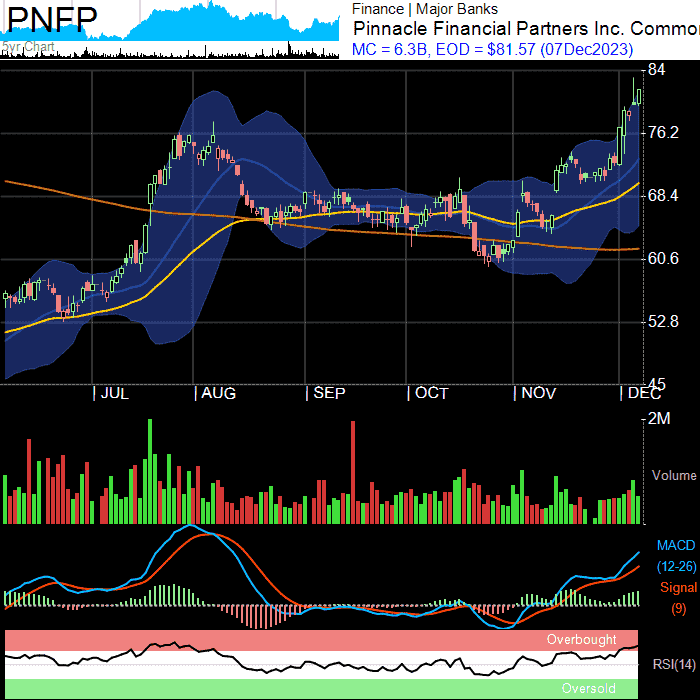 PNFP
5yr Chart
Finance | Major Banks
Pinnacle Financial Partners Inc. Commo
MC = 6.3B, EOD = $81.57 (07Dec2023)
84
76.2
68.4
60.6
52.8
45
JUL AUG SEP OCT NOV DEC
2M
Volume
MACD
(12-26)
Signal
(9)
Overbought
RSI(14)
Oversold